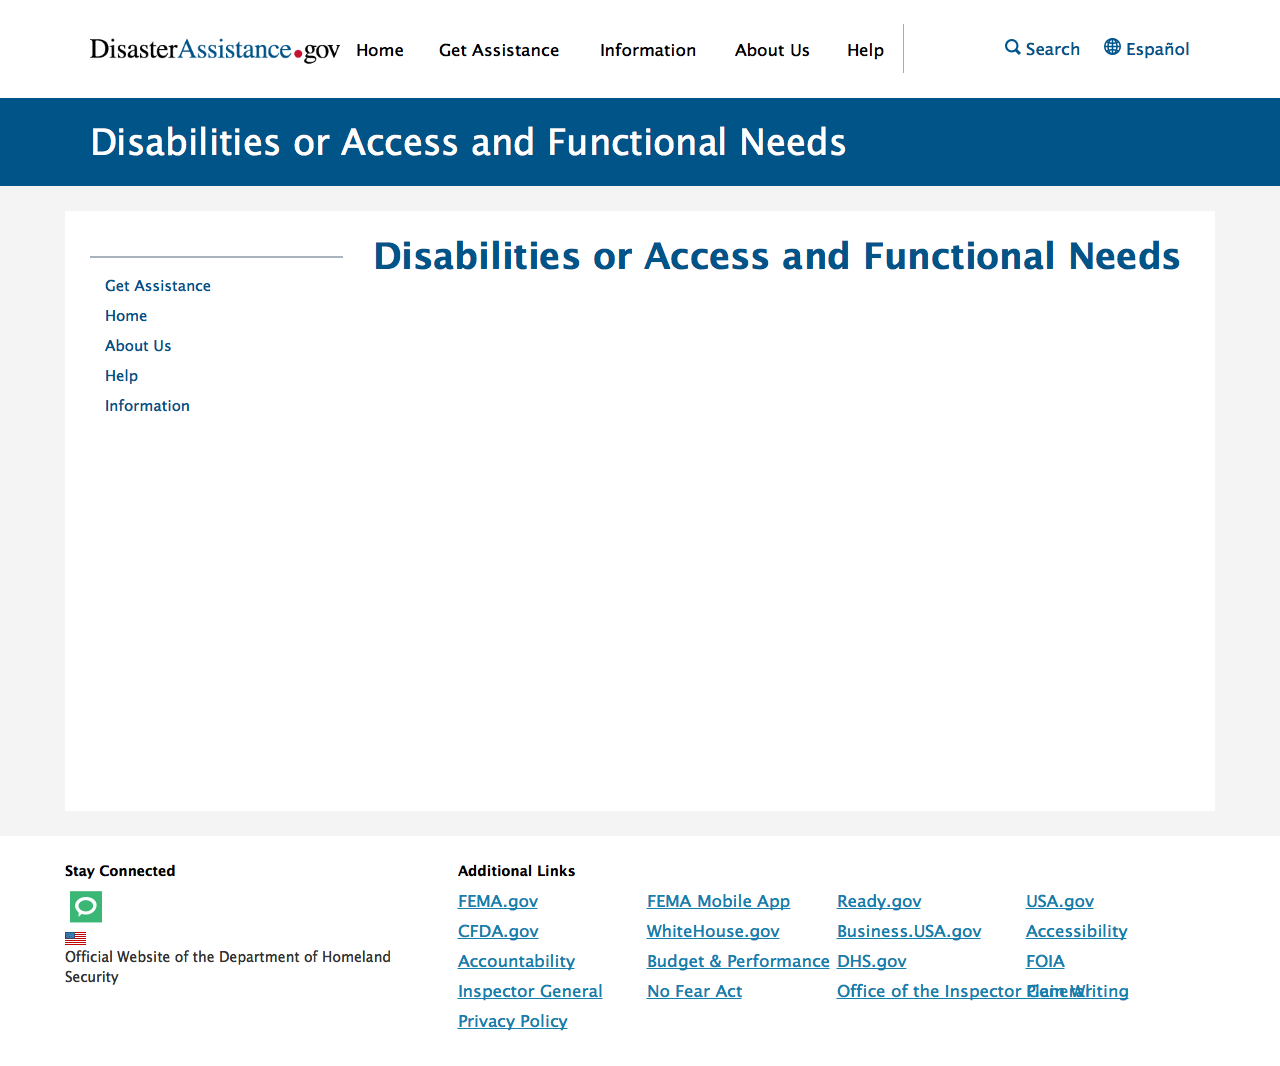 DisasterAssistance.gov Home Get Assistance Information About Us Help Search Español
Disabilities or Access and Functional Needs
Disabilities or Access and Functional Needs
Get Assistance
Home
About Us
Help
Information
Stay Connected
Official Website of the Department of Homeland
Security
Additional Links
FEMA.gov FEMA Mobile App Ready.gov USA.gov
CFDA.gov WhiteHouse.gov Business.USA.gov Accessibility
Accountability Budget & Performance DHS.gov FOIA
Inspector General No Fear Act Office of the Inspector General Plain Writing
Privacy Policy